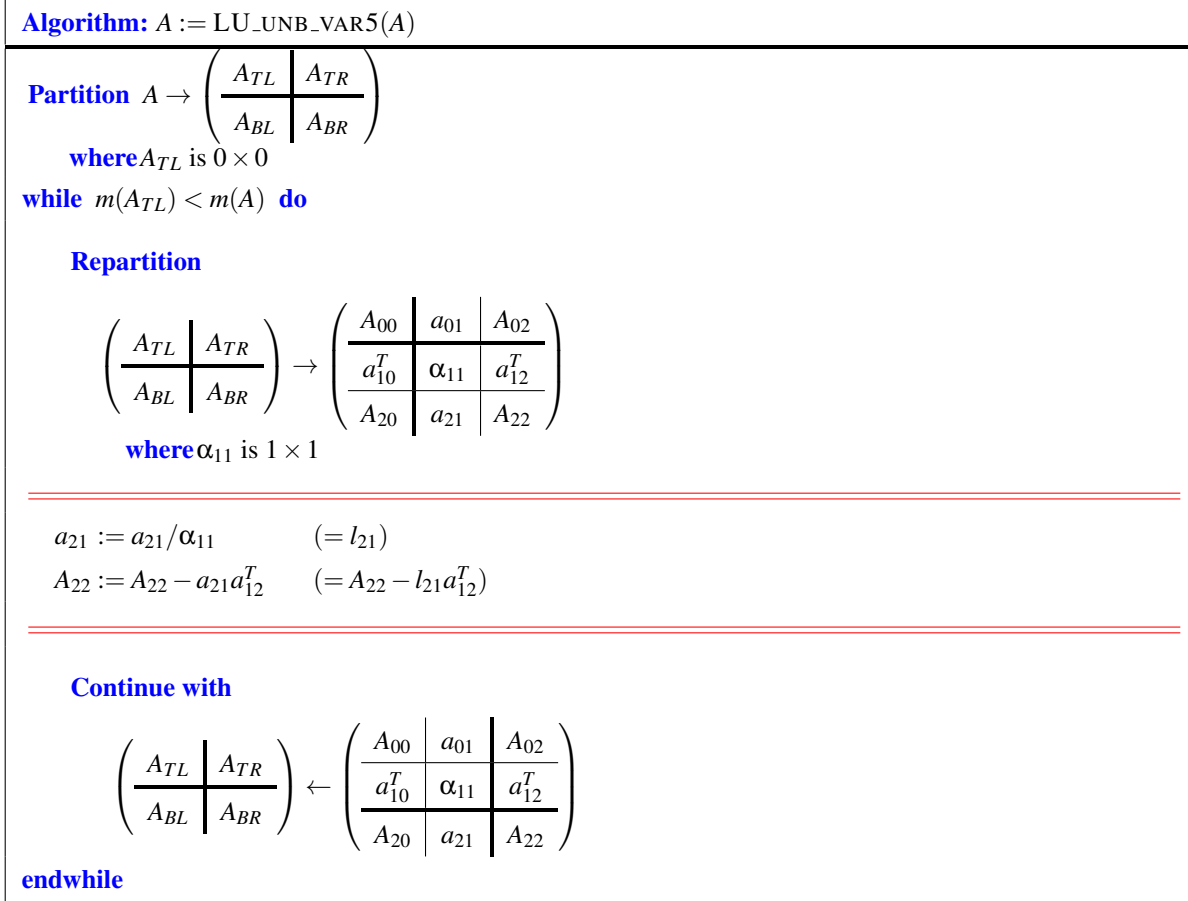 Algorithm: A := LU_UNB_VAR5(A)
Partition A → ( A_TL | A_TR
A_BL | A_BR )
where A_TL is 0 × 0
while m(A_TL) < m(A) do
Repartition
( A_TL | A_TR
A_BL | A_BR ) → ( A_00 | a_01 | A_02
a_10^T | α_11 | a_12^T
A_20 | a_21 | A_22 )
where α_11 is 1 × 1
a_21 := a_21/α_11 (= l_21)
A_22 := A_22 − a_21 a_12^T (= A_22 − l_21 a_12^T)
Continue with
( A_TL | A_TR
A_BL | A_BR ) ← ( A_00 | a_01 | A_02
a_10^T | α_11 | a_12^T
A_20 | a_21 | A_22 )
endwhile